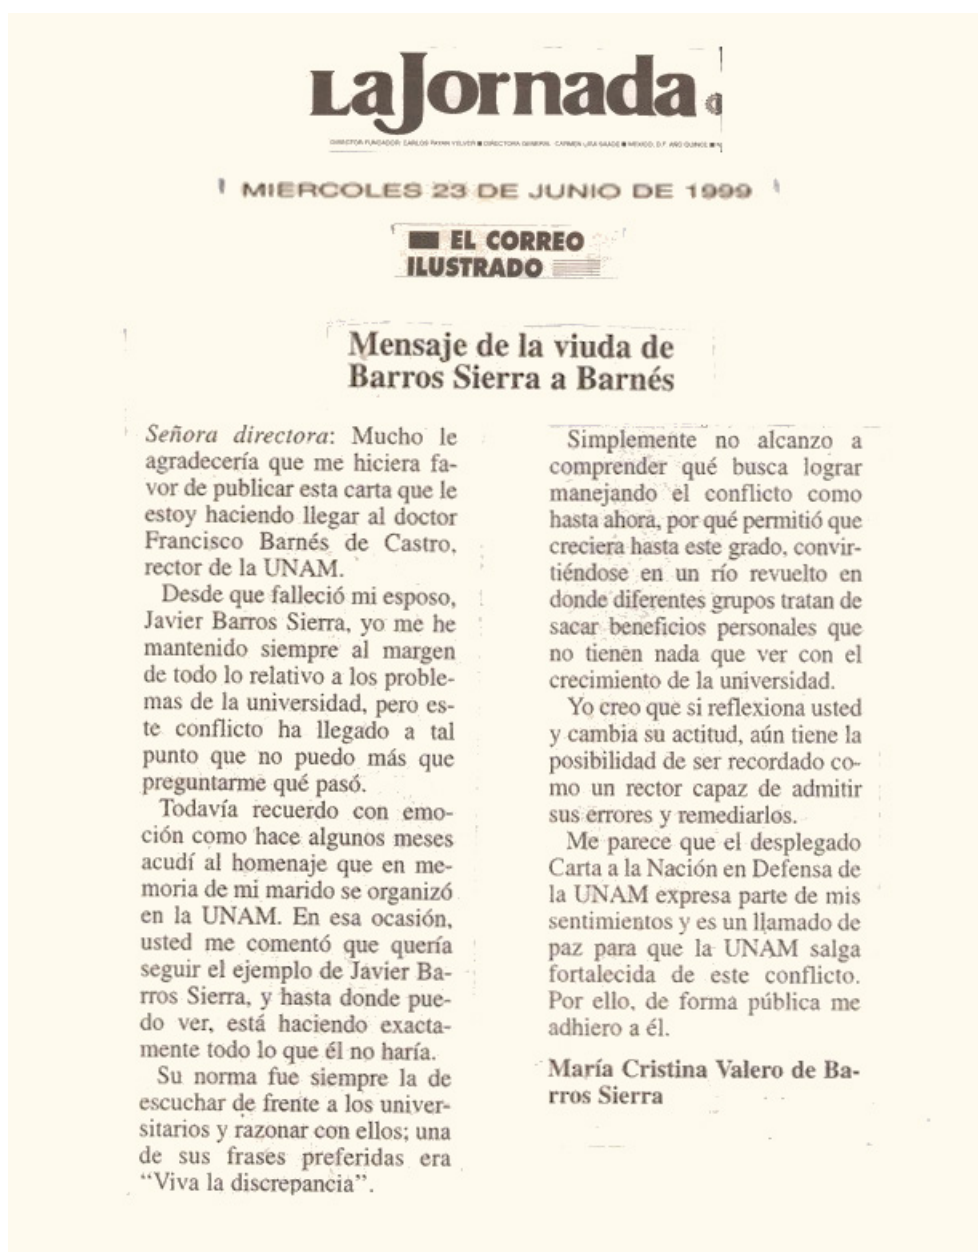 LaJornada
DIRECTOR FUNDADOR: CARLOS PAYAN VELVER ■ DIRECTORA GENERAL: CARMEN LIRA SAADE ■ MEXICO, D.F. AÑO QUINCE ■
MIERCOLES 23 DE JUNIO DE 1999
EL CORREO
ILUSTRADO
Mensaje de la viuda de
Barros Sierra a Barnés
Señora directora: Mucho le
agradecería que me hiciera fa-
vor de publicar esta carta que le
estoy haciendo llegar al doctor
Francisco Barnés de Castro,
rector de la UNAM.
Desde que falleció mi esposo,
Javier Barros Sierra, yo me he
mantenido siempre al margen
de todo lo relativo a los proble-
mas de la universidad, pero es-
te conflicto ha llegado a tal
punto que no puedo más que
preguntarme qué pasó.
Todavía recuerdo con emo-
ción como hace algunos meses
acudí al homenaje que en me-
moria de mi marido se organizó
en la UNAM. En esa ocasión,
usted me comentó que quería
seguir el ejemplo de Javier Ba-
rros Sierra, y hasta donde pue-
do ver, está haciendo exacta-
mente todo lo que él no haría.
Su norma fue siempre la de
escuchar de frente a los univer-
sitarios y razonar con ellos; una
de sus frases preferidas era
“Viva la discrepancia”.
Simplemente no alcanzo a
comprender qué busca lograr
manejando el conflicto como
hasta ahora, por qué permitió que
creciera hasta este grado, convir-
tiéndose en un río revuelto en
donde diferentes grupos tratan de
sacar beneficios personales que
no tienen nada que ver con el
crecimiento de la universidad.
Yo creo que si reflexiona usted
y cambia su actitud, aún tiene la
posibilidad de ser recordado co-
mo un rector capaz de admitir
sus errores y remediarlos.
Me parece que el desplegado
Carta a la Nación en Defensa de
la UNAM expresa parte de mis
sentimientos y es un llamado de
paz para que la UNAM salga
fortalecida de este conflicto.
Por ello, de forma pública me
adhiero a él.
María Cristina Valero de Ba-
rros Sierra